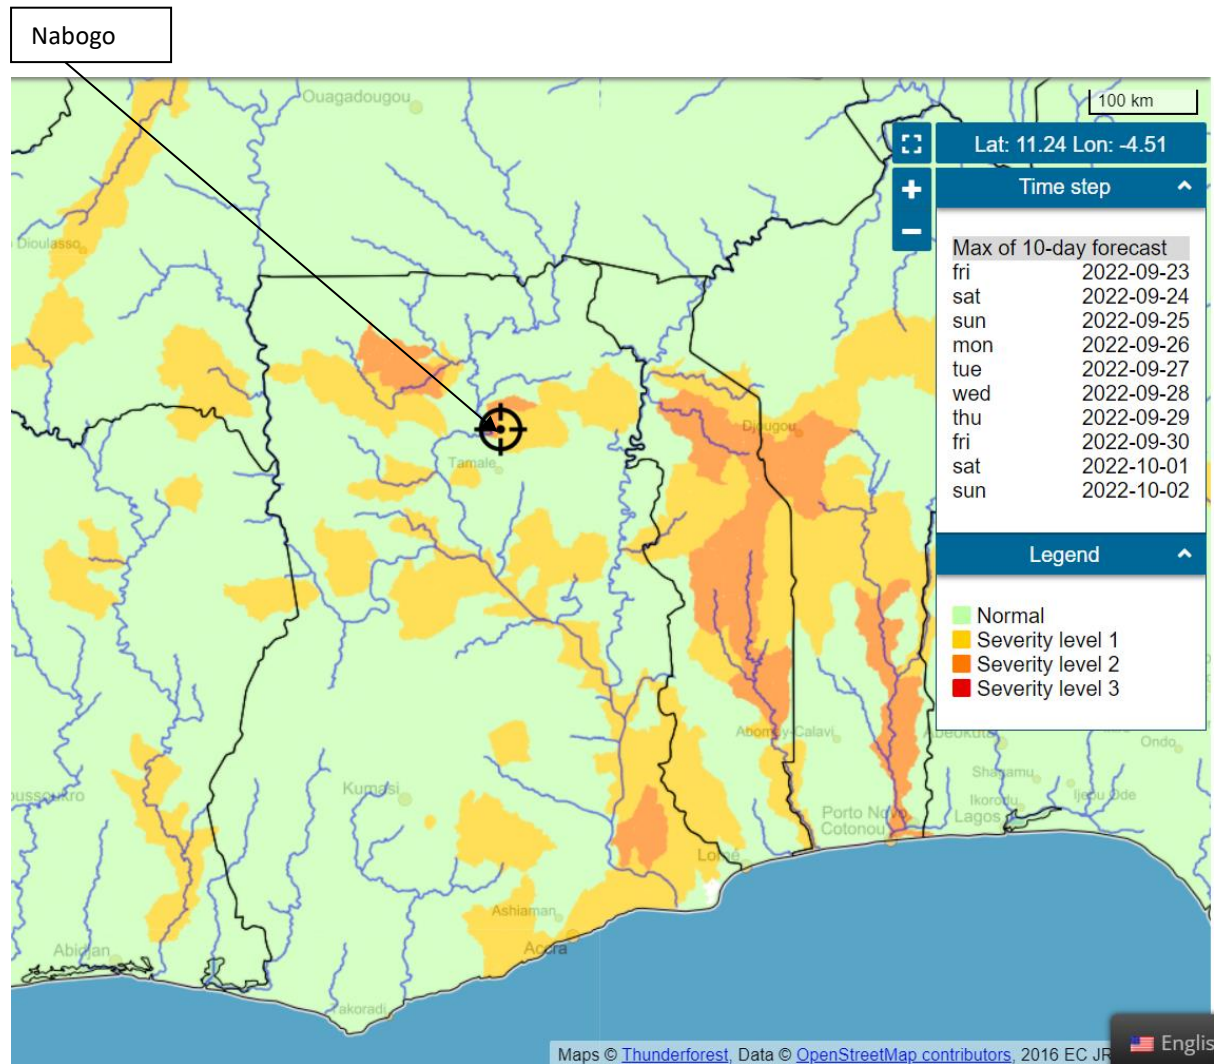 Nabogo
Ouagadougou
100 km
Lat: 11.24 Lon: -4.51
Time step
Dioulasso
Max of 10-day forecast
fri 2022-09-23
sat 2022-09-24
sun 2022-09-25
mon 2022-09-26
tue 2022-09-27
wed 2022-09-28
thu 2022-09-29
fri 2022-09-30
sat 2022-10-01
sun 2022-10-02
Djougou
Tamale
Legend
Normal
Severity level 1
Severity level 2
Severity level 3
Abomey-Calavi
Abeokuta
Ondo
Shagamu
Kumasi
oussoukro
Ikorodu
Ijebu Ode
Porto Novo
Lagos
Cotonou
Lomé
Ashiaman
Accra
Abidjan
Takoradi
Maps © Thunderforest, Data © OpenStreetMap contributors, 2016 EC JR
Englis